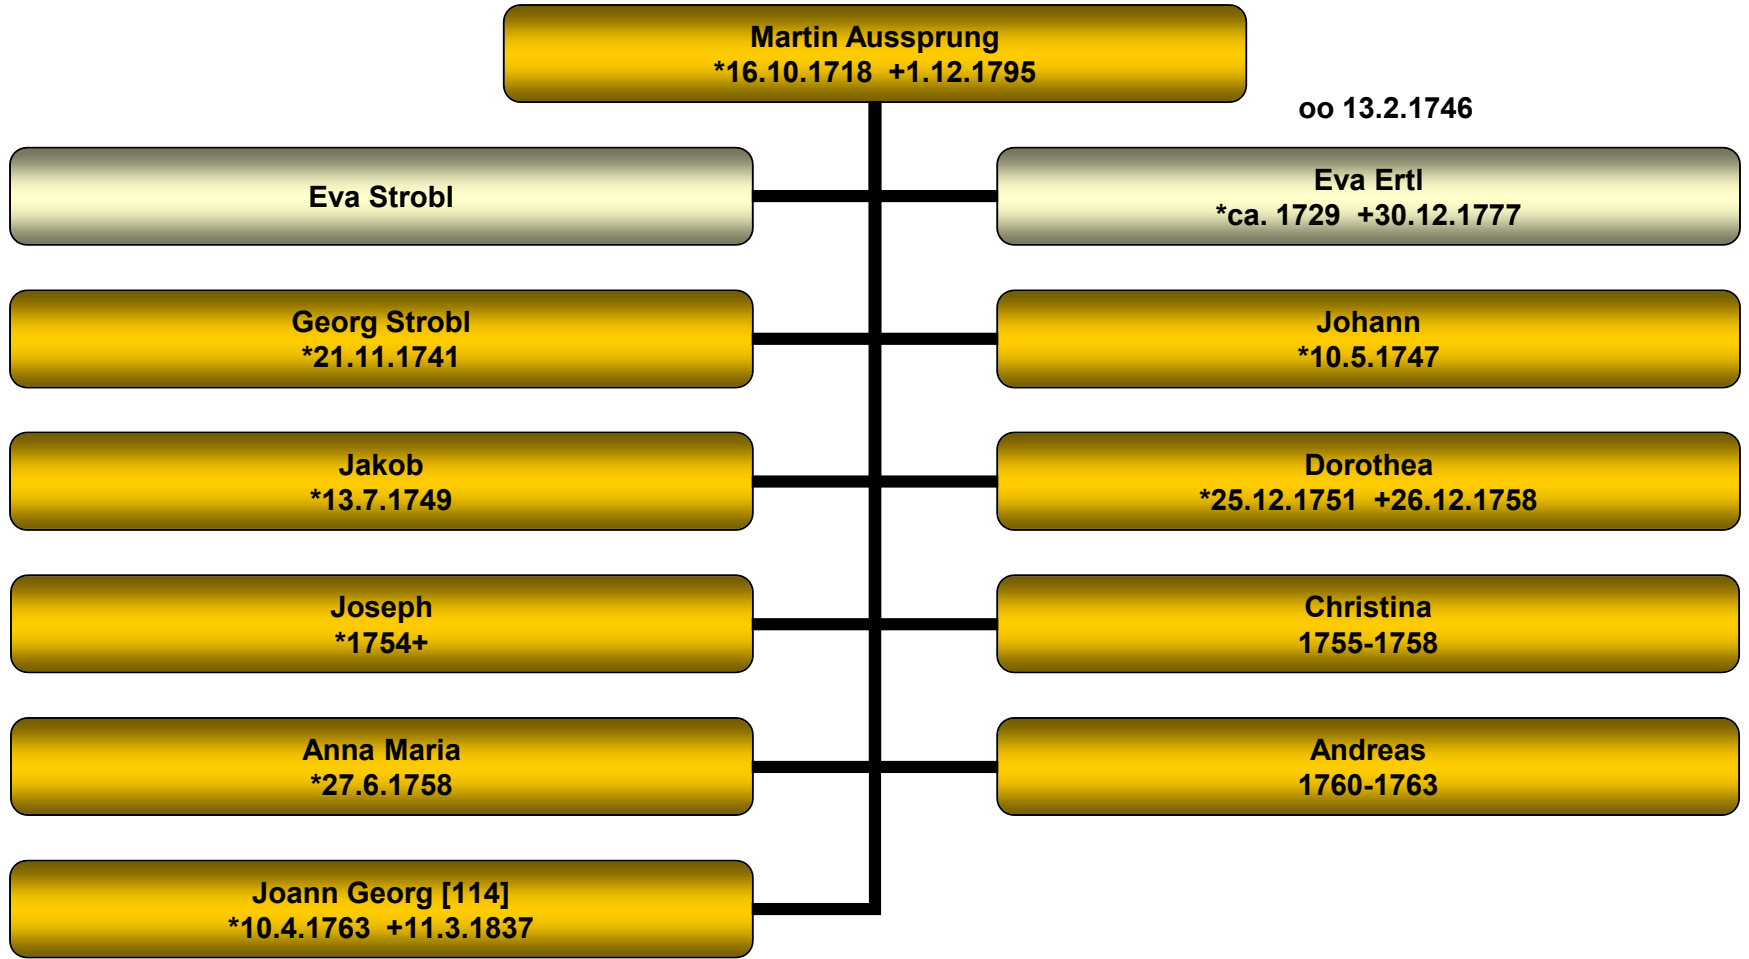 Martin Aussprung
*16.10.1718  +1.12.1795
oo 13.2.1746
Eva Strobl
Eva Ertl
*ca. 1729  +30.12.1777
Georg Strobl
*21.11.1741
Johann
*10.5.1747
Jakob
*13.7.1749
Dorothea
*25.12.1751  +26.12.1758
Joseph
*1754+
Christina
1755-1758
Anna Maria
*27.6.1758
Andreas
1760-1763
Joann Georg [114]
*10.4.1763  +11.3.1837